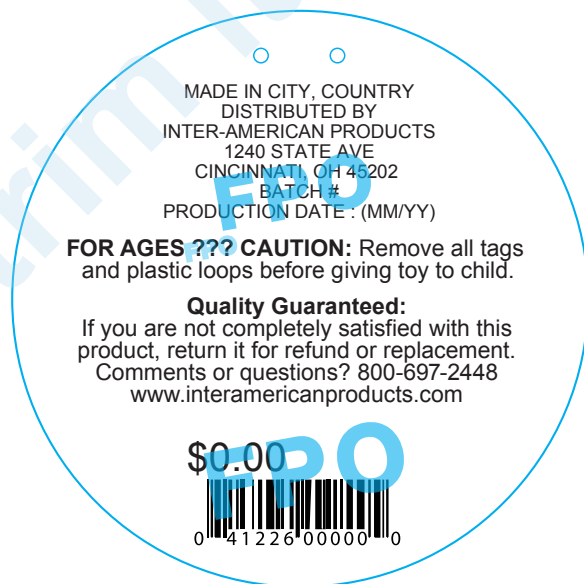 MADE IN CITY, COUNTRY
DISTRIBUTED BY
INTER-AMERICAN PRODUCTS
1240 STATE AVE
CINCINNATI, OH 45202
BATCH #
FPO
PRODUCTION DATE : (MM/YY)
FOR AGES ??? CAUTION: Remove all tags
FPO
and plastic loops before giving toy to child.
Quality Guaranteed:
If you are not completely satisfied with this
product, return it for refund or replacement.
Comments or questions? 800-697-2448
www.interamericanproducts.com
$0.00
FPO
0 41226 00000 0